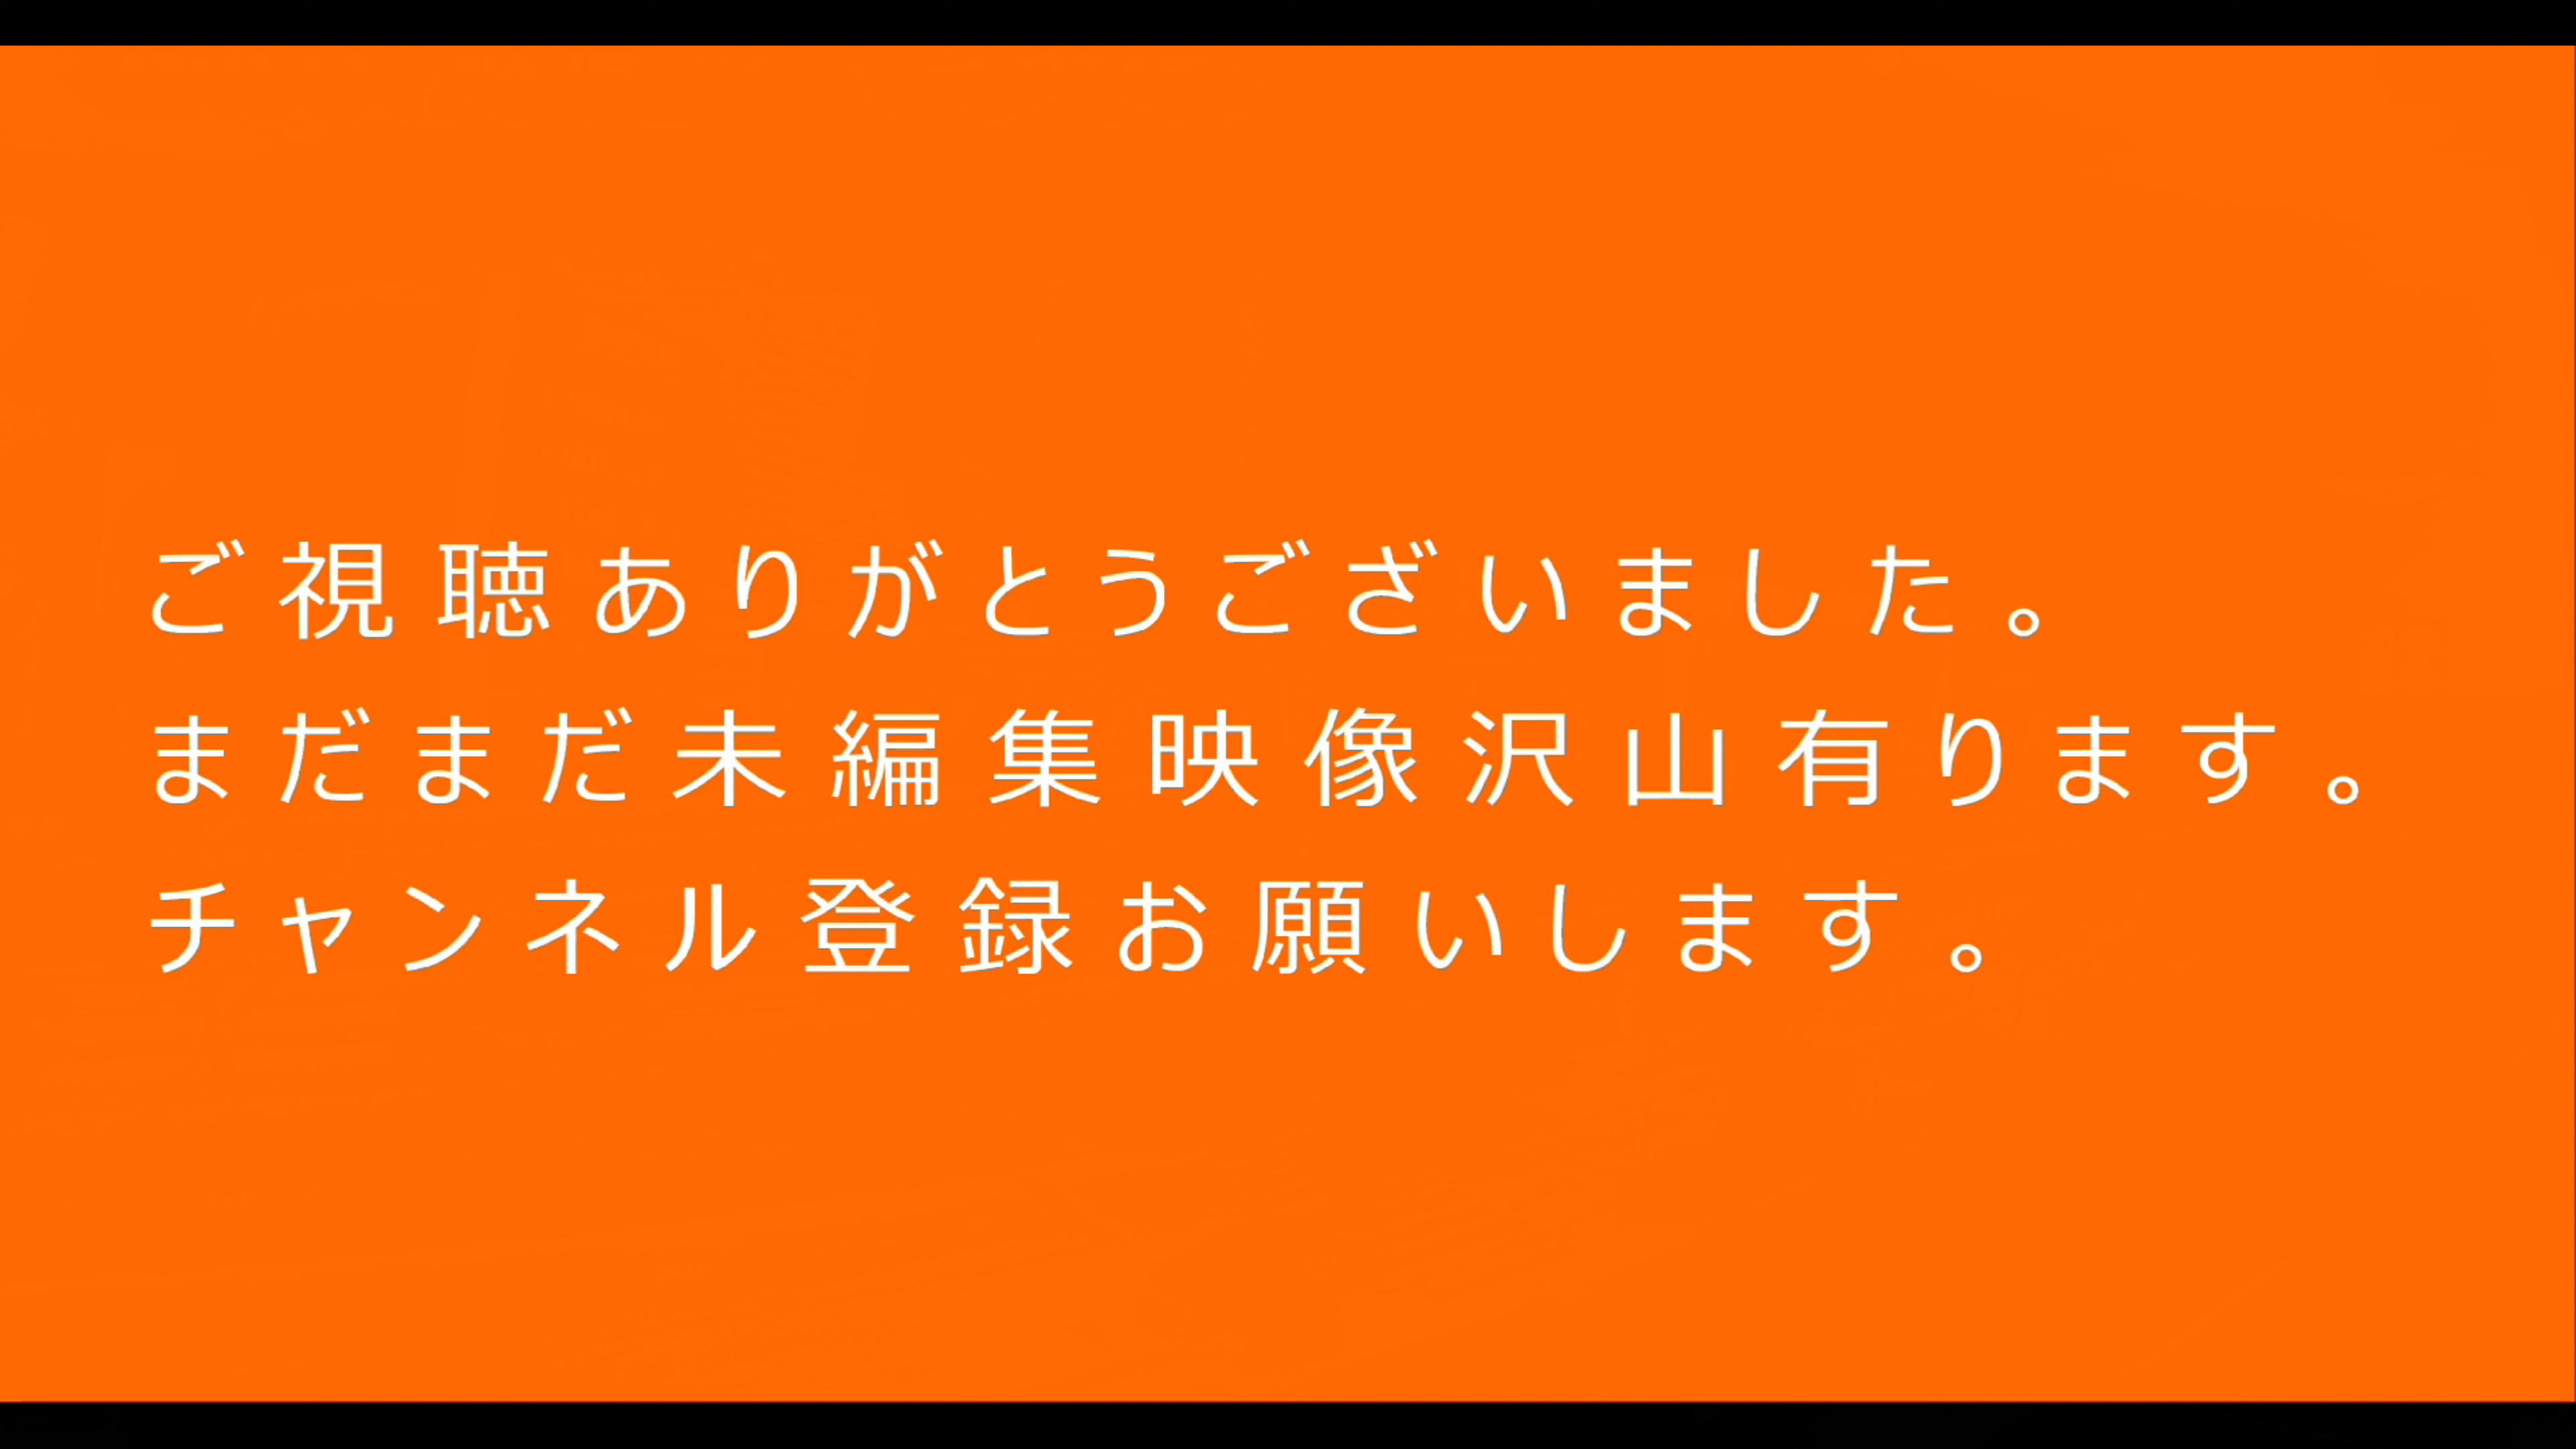 ご視聴ありがとうございました。
まだまだ未編集映像沢山有ります。
チャンネル登録お願いします。